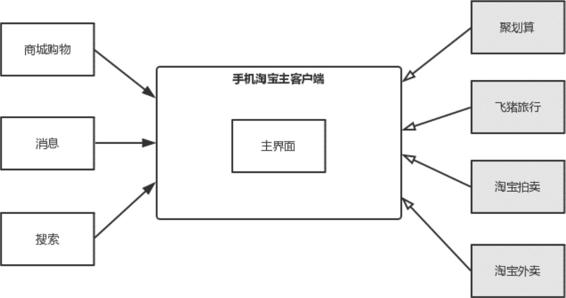 商城购物
消息
搜索
手机淘宝主客户端
主界面
聚划算
飞猪旅行
淘宝拍卖
淘宝外卖